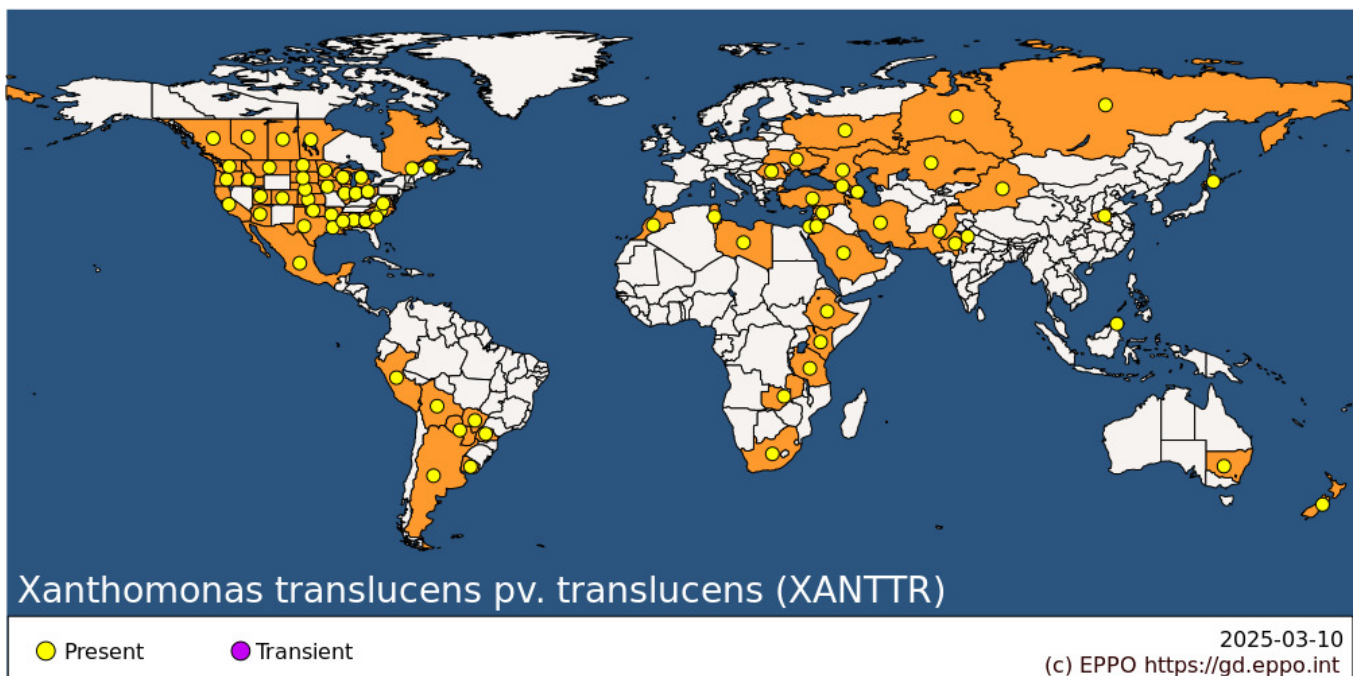 Xanthomonas translucens pv. translucens (XANTTR)
Present
Transient
2025-03-10
(c) EPPO https://gd.eppo.int